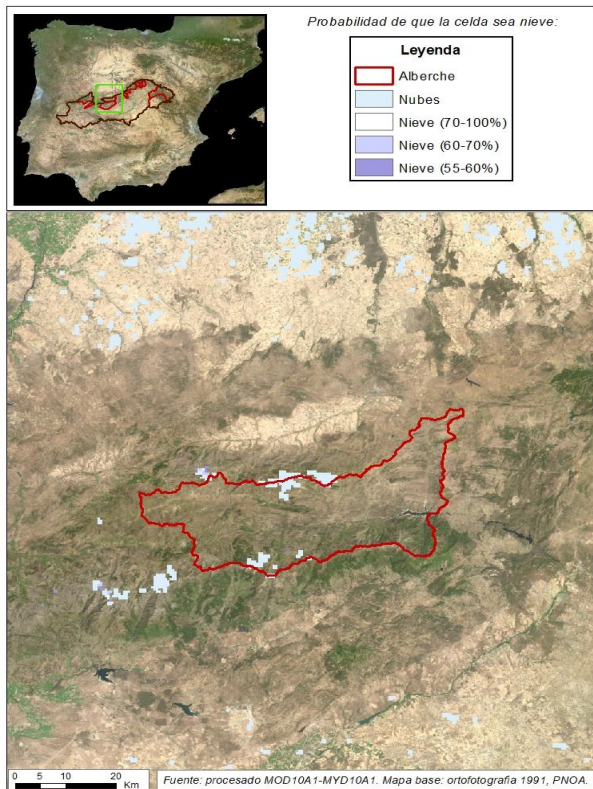 Probabilidad de que la celda sea nieve:
Leyenda
Alberche
Nubes
Nieve (70-100%)
Nieve (60-70%)
Nieve (55-60%)
0 5 10 20
Km
Fuente: procesado MOD10A1-MYD10A1. Mapa base: ortofotografia 1991, PNOA.